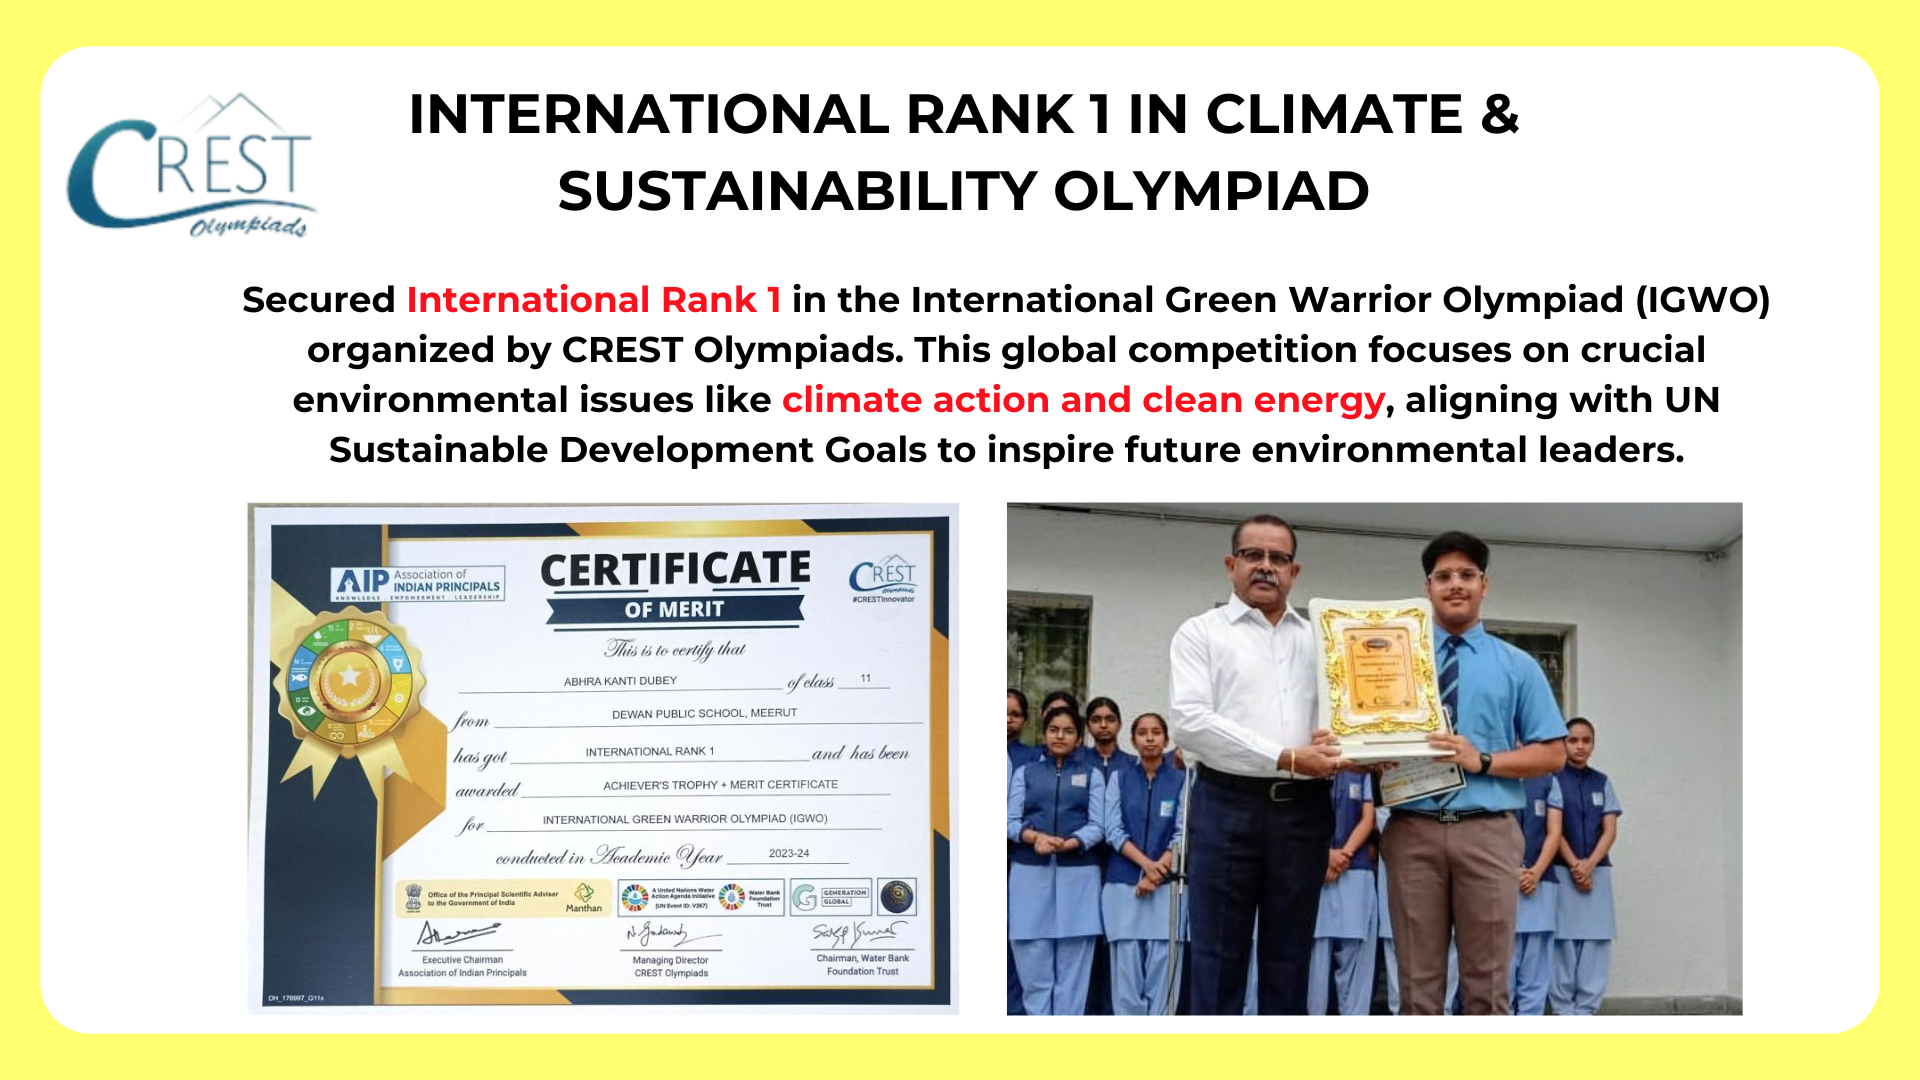 CREST
Olympiads
INTERNATIONAL RANK 1 IN CLIMATE &
SUSTAINABILITY OLYMPIAD
Secured International Rank 1 in the International Green Warrior Olympiad (IGWO)
organized by CREST Olympiads. This global competition focuses on crucial
environmental issues like climate action and clean energy, aligning with UN
Sustainable Development Goals to inspire future environmental leaders.
AIP Association of
INDIAN PRINCIPALS
KNOWLEDGE . EMPOWERMENT . LEADERSHIP
CERTIFICATE
OF MERIT
CREST
Olympiads
#CRESTInnovator
This is to certify that
ABHRA KANTI DUBEY of class 11
from DEWAN PUBLIC SCHOOL, MEERUT
has got INTERNATIONAL RANK 1 and has been
awarded ACHIEVER'S TROPHY + MERIT CERTIFICATE
for INTERNATIONAL GREEN WARRIOR OLYMPIAD (IGWO)
conducted in Academic Year 2023-24
Office of the Principal Scientific Adviser
to the Government of India
Manthan
A United Nations Water
Action Agenda Initiative
(UN Event ID: V267)
Water Bank
Foundation
Trust
GENERATION
GLOBAL
Executive Chairman
Association of Indian Principals
Managing Director
CREST Olympiads
Chairman, Water Bank
Foundation Trust
DH_176997_G11x